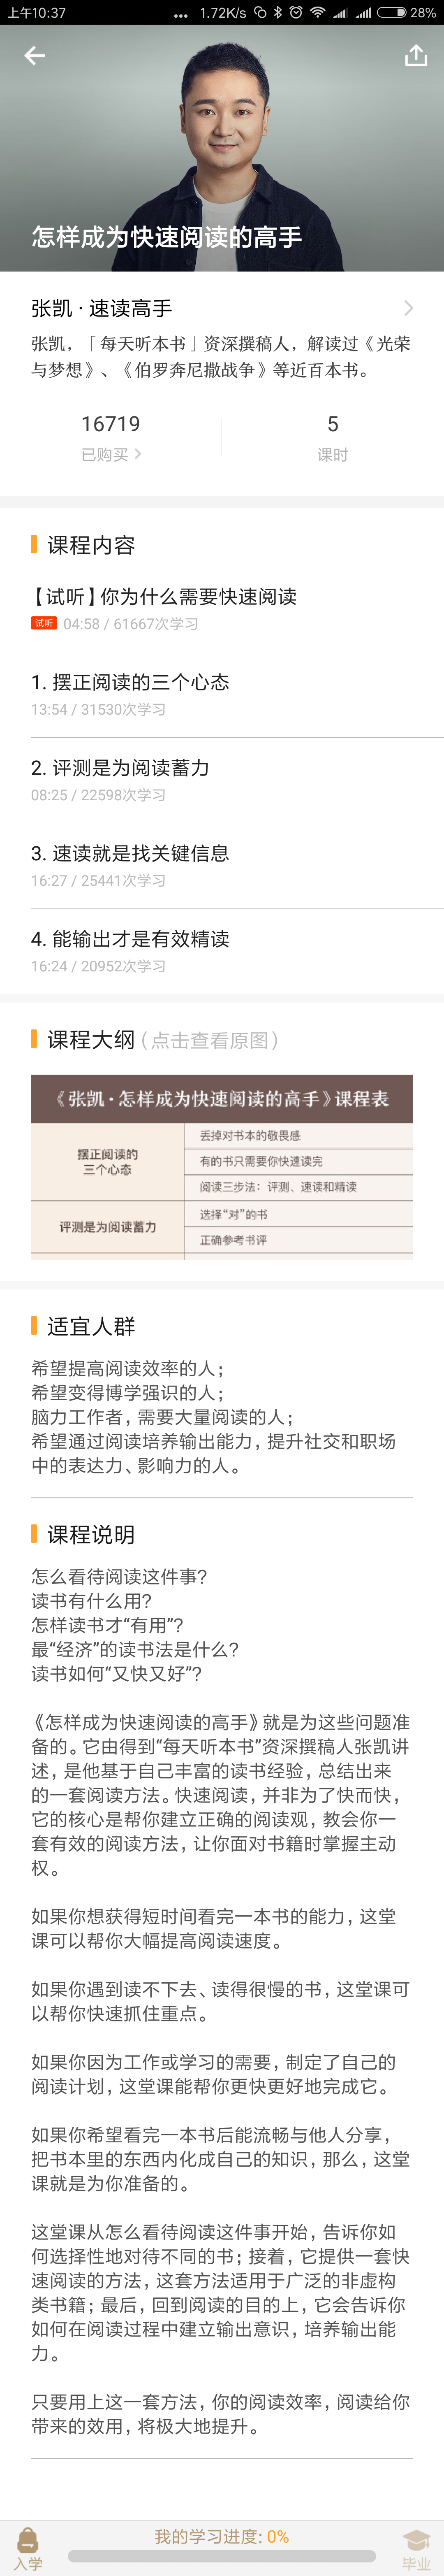 上午10:37
... 1.72K/s 28%
怎样成为快速阅读的高手
张凯 · 速读高手
张凯，「每天听本书」资深撰稿人，解读过《光荣
与梦想》、《伯罗奔尼撒战争》等近百本书。
16719
5
已购买
课时
课程内容
【试听】你为什么需要快速阅读
试听 04:58 / 61667次学习
1. 摆正阅读的三个心态
13:54 / 31530次学习
2. 评测是为阅读蓄力
08:25 / 22598次学习
3. 速读就是找关键信息
16:27 / 25441次学习
4. 能输出才是有效精读
16:24 / 20952次学习
课程大纲（点击查看原图）
《张凯·怎样成为快速阅读的高手》课程表
摆正阅读的
三个心态
丢掉对书本的敬畏感
有的书只需要你快速读完
阅读三步法：评测、速读和精读
评测是为阅读蓄力
选择“对”的书
正确参考书评
适宜人群
希望提高阅读效率的人；
希望变得博学强识的人；
脑力工作者，需要大量阅读的人；
希望通过阅读培养输出能力，提升社交和职场
中的表达力、影响力的人。
课程说明
怎么看待阅读这件事？
读书有什么用？
怎样读书才“有用”？
最“经济”的读书法是什么？
读书如何“又快又好”？
《怎样成为快速阅读的高手》就是为这些问题准
备的。它由得到“每天听本书”资深撰稿人张凯讲
述，是他基于自己丰富的读书经验，总结出来
的一套阅读方法。快速阅读，并非为了快而快，
它的核心是帮你建立正确的阅读观，教会你一
套有效的阅读方法，让你面对书籍时掌握主动
权。
如果你想获得短时间看完一本书的能力，这堂
课可以帮你大幅提高阅读速度。
如果你遇到读不下去、读得很慢的书，这堂课可
以帮你快速抓住重点。
如果你因为工作或学习的需要，制定了自己的
阅读计划，这堂课能帮你更快更好地完成它。
如果你希望看完一本书后能流畅与他人分享，
把书本里的东西内化成自己的知识，那么，这堂
课就是为你准备的。
这堂课从怎么看待阅读这件事开始，告诉你如
何选择性地对待不同的书；接着，它提供一套快
速阅读的方法，这套方法适用于广泛的非虚构
类书籍；最后，回到阅读的目的上，它会告诉你
如何在阅读过程中建立输出意识，培养输出能
力。
只要用上这一套方法，你的阅读效率，阅读给你
带来的效用，将极大地提升。
我的学习进度: 0%
入学
毕业